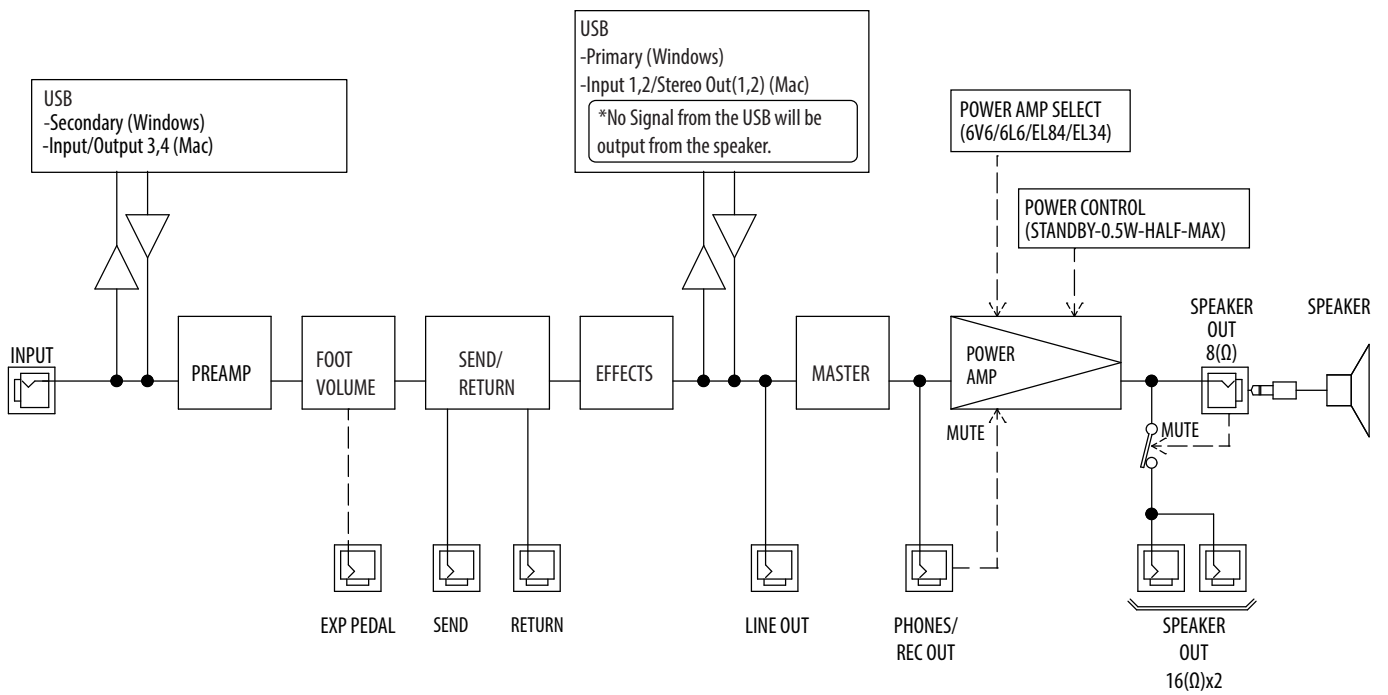 USB
-Secondary (Windows)
-Input/Output 3,4 (Mac)
USB
-Primary (Windows)
-Input 1,2/Stereo Out(1,2) (Mac)
*No Signal from the USB will be
output from the speaker.
POWER AMP SELECT
(6V6/6L6/EL84/EL34)
POWER CONTROL
(STANDBY-0.5W-HALF-MAX)
INPUT
PREAMP
FOOT
VOLUME
SEND/
RETURN
EFFECTS
MASTER
POWER
AMP
SPEAKER
OUT
8(Ω)
SPEAKER
MUTE
MUTE
EXP PEDAL
SEND
RETURN
LINE OUT
PHONES/
REC OUT
SPEAKER
OUT
16(Ω)x2